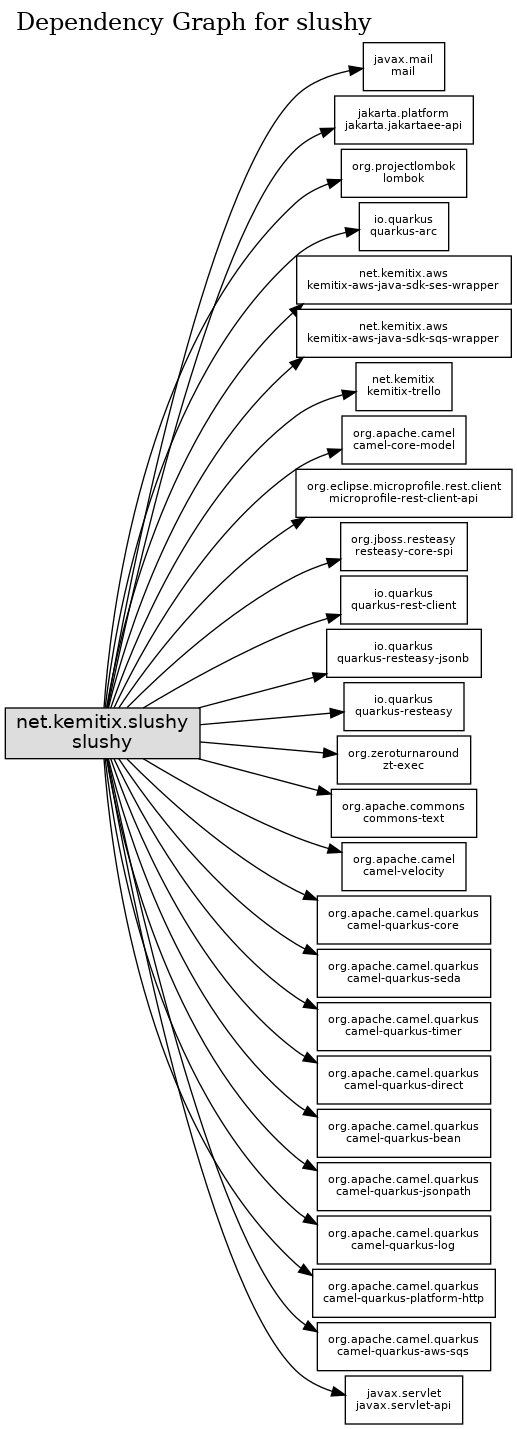 Dependency Graph for slushy
javax.mail
mail
jakarta.platform
jakarta.jakartaee-api
org.projectlombok
lombok
io.quarkus
quarkus-arc
net.kemitix.aws
kemitix-aws-java-sdk-ses-wrapper
net.kemitix.aws
kemitix-aws-java-sdk-sqs-wrapper
net.kemitix
kemitix-trello
org.apache.camel
camel-core-model
org.eclipse.microprofile.rest.client
microprofile-rest-client-api
org.jboss.resteasy
resteasy-core-spi
io.quarkus
quarkus-rest-client
io.quarkus
quarkus-resteasy-jsonb
io.quarkus
quarkus-resteasy
net.kemitix.slushy
slushy
org.zeroturnaround
zt-exec
org.apache.commons
commons-text
org.apache.camel
camel-velocity
org.apache.camel.quarkus
camel-quarkus-core
org.apache.camel.quarkus
camel-quarkus-seda
org.apache.camel.quarkus
camel-quarkus-timer
org.apache.camel.quarkus
camel-quarkus-direct
org.apache.camel.quarkus
camel-quarkus-bean
org.apache.camel.quarkus
camel-quarkus-jsonpath
org.apache.camel.quarkus
camel-quarkus-log
org.apache.camel.quarkus
camel-quarkus-platform-http
org.apache.camel.quarkus
camel-quarkus-aws-sqs
javax.servlet
javax.servlet-api